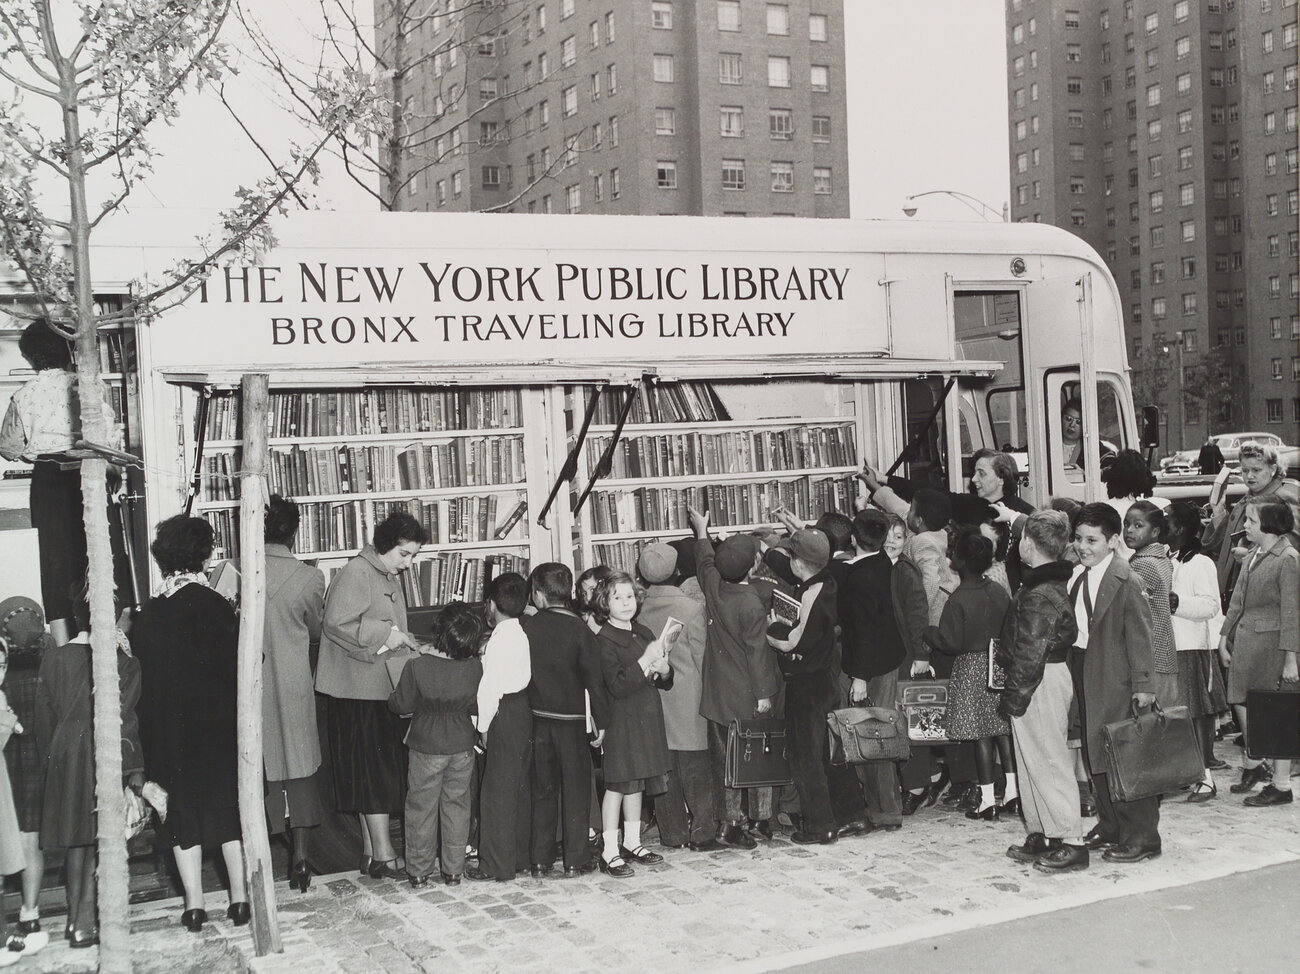 THE NEW YORK PUBLIC LIBRARY
BRONX TRAVELING LIBRARY